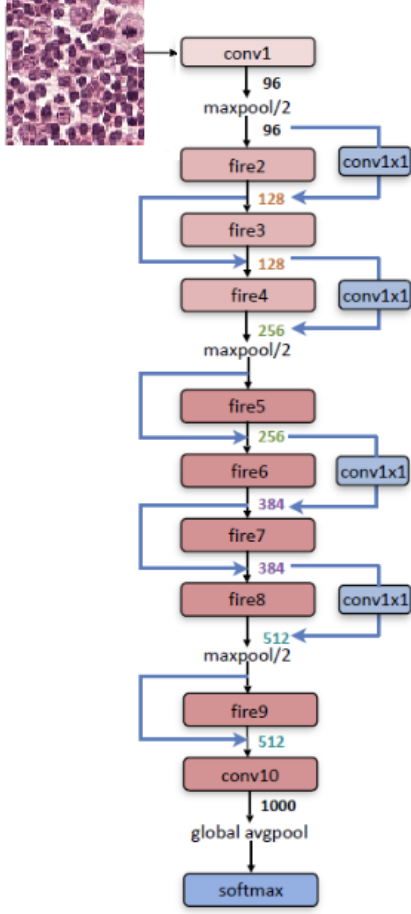 conv1
96
maxpool/2
96
conv1x1
fire2
128
fire3
128
fire4
conv1x1
256
maxpool/2
fire5
256
fire6
conv1x1
384
fire7
384
fire8
conv1x1
512
maxpool/2
fire9
512
conv10
1000
global avgpool
softmax